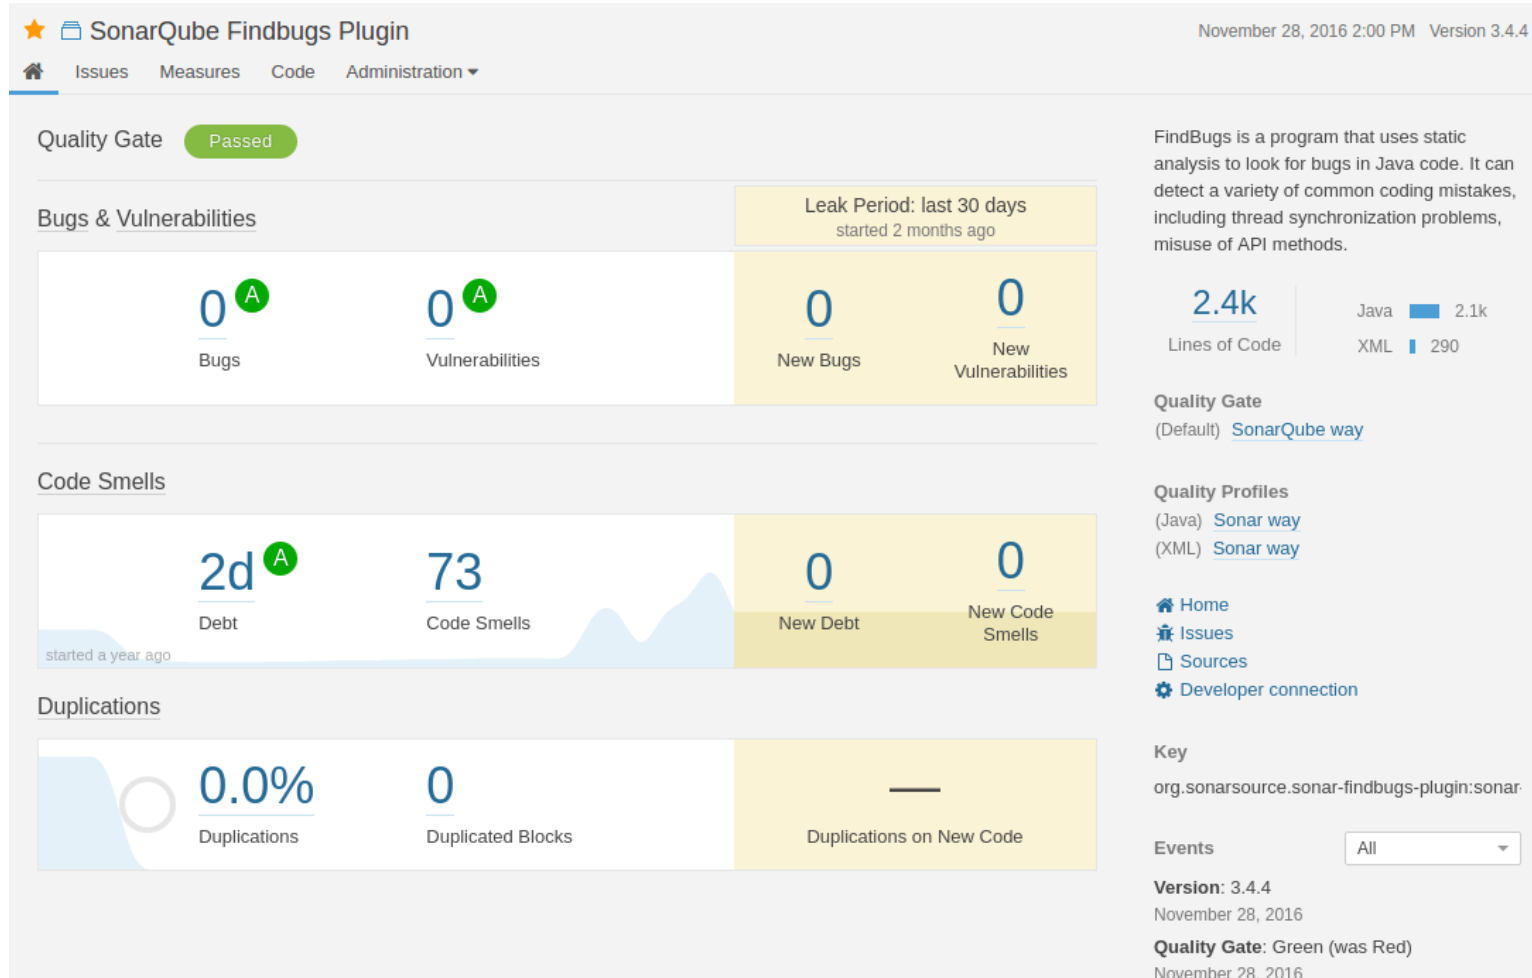 SonarQube Findbugs Plugin
November 28, 2016 2:00 PM Version 3.4.4
Issues Measures Code Administration
Quality Gate Passed
Bugs & Vulnerabilities
Leak Period: last 30 days
started 2 months ago
0 A
Bugs
0 A
Vulnerabilities
0
New Bugs
0
New
Vulnerabilities
Code Smells
2d A
Debt
73
Code Smells
started a year ago
0
New Debt
0
New Code
Smells
Duplications
0.0%
Duplications
0
Duplicated Blocks
—
Duplications on New Code
FindBugs is a program that uses static
analysis to look for bugs in Java code. It can
detect a variety of common coding mistakes,
including thread synchronization problems,
misuse of API methods.
2.4k
Lines of Code
Java 2.1k
XML 290
Quality Gate
(Default) SonarQube way
Quality Profiles
(Java) Sonar way
(XML) Sonar way
Home
Issues
Sources
Developer connection
Key
org.sonarsource.sonar-findbugs-plugin:sonar-
Events All
Version: 3.4.4
November 28, 2016
Quality Gate: Green (was Red)
November 28, 2016